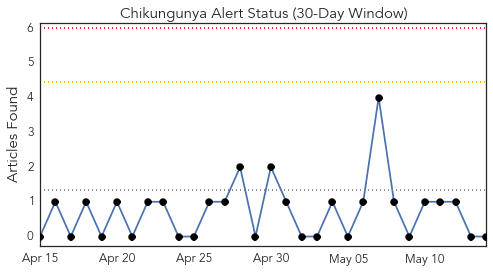 Chikungunya Alert Status (30-Day Window)
Articles Found
6
5
4
3
2
1
0
Apr 15 Apr 20 Apr 25 Apr 30 May 05 May 10